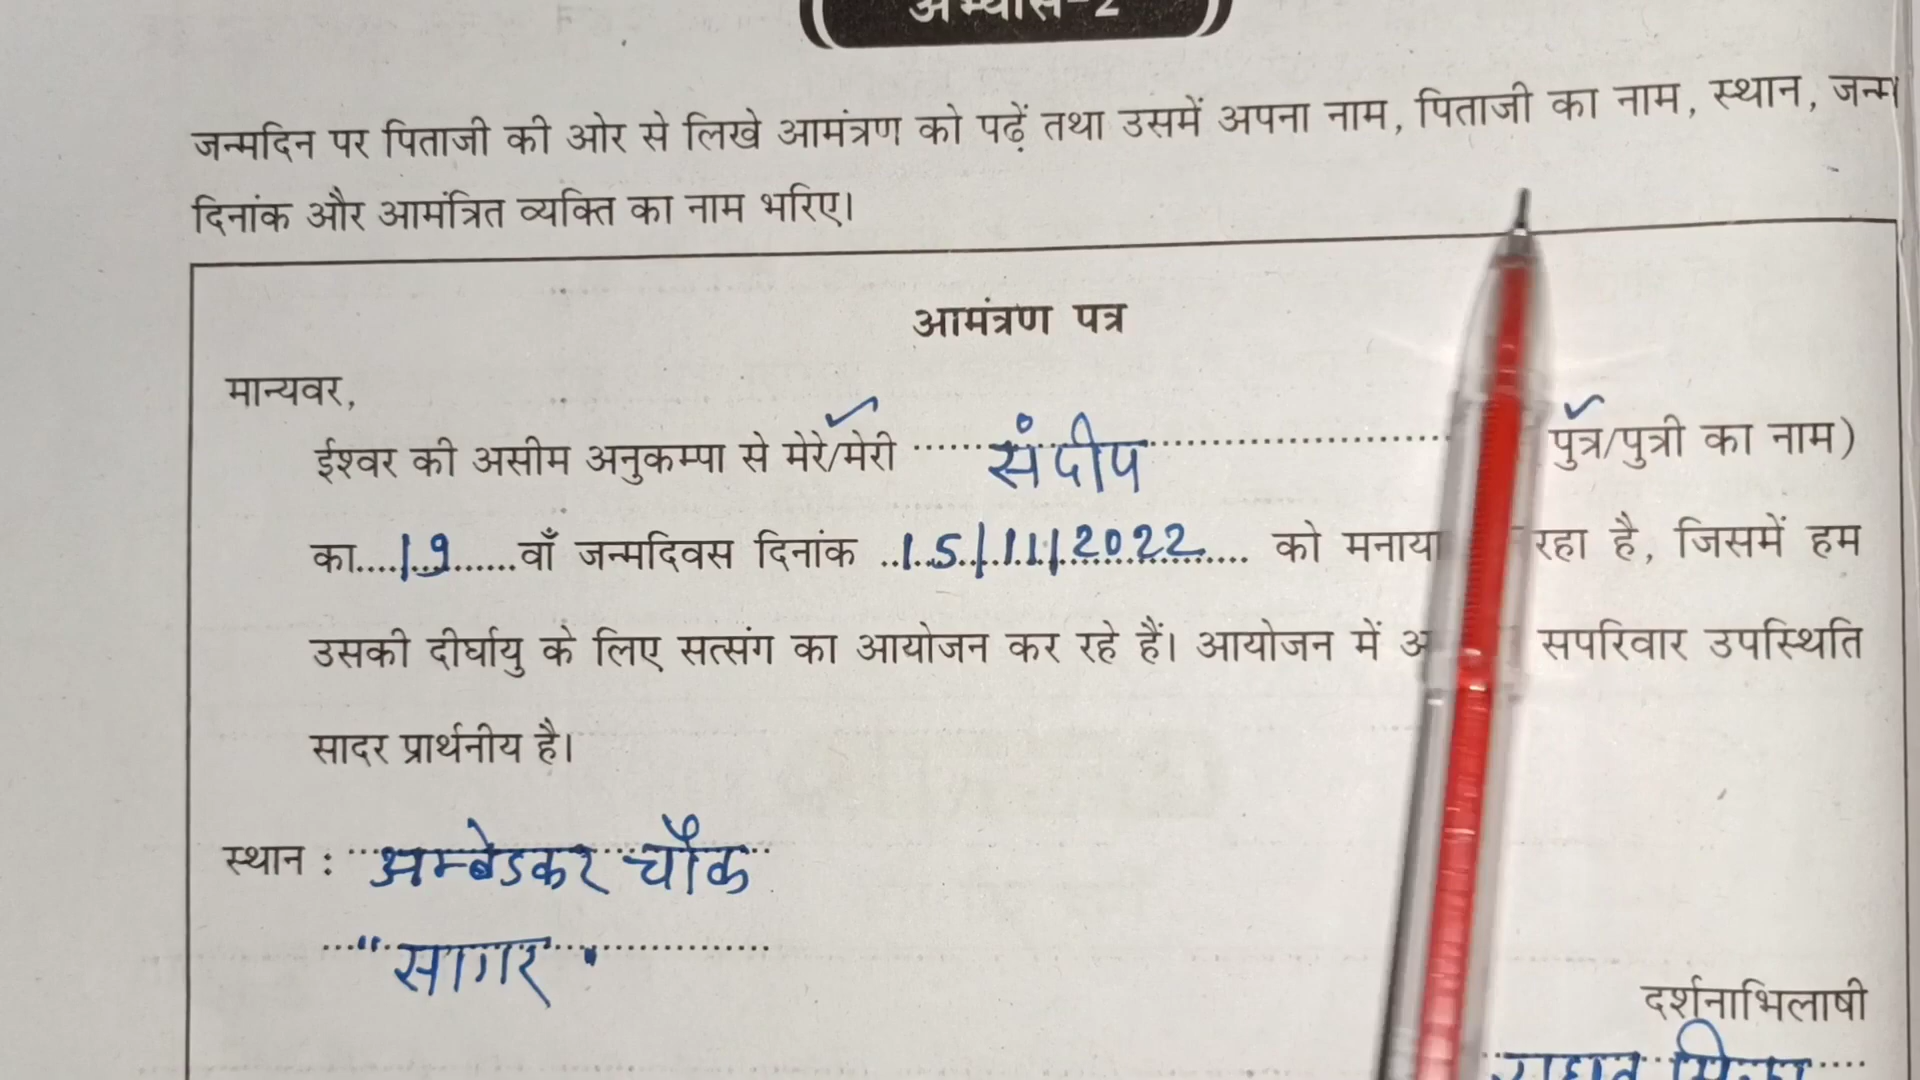 अभ्यास-2
जन्मदिन पर पिताजी की ओर से लिखे आमंत्रण को पढ़ें तथा उसमें अपना नाम, पिताजी का नाम, स्थान, जन्म
दिनांक और आमंत्रित व्यक्ति का नाम भरिए।
आमंत्रण पत्र
मान्यवर,
ईश्वर की असीम अनुकम्पा से मेरे/मेरी ...... संदीप .................. पुत्र/पुत्री का नाम)
का....19......वाँ जन्मदिवस दिनांक ..15/11/2022.... को मनाया रहा है, जिसमें हम
उसकी दीर्घायु के लिए सत्संग का आयोजन कर रहे हैं। आयोजन में सपरिवार उपस्थिति
सादर प्रार्थनीय है।
स्थान : अम्बेडकर चौक
" सागर "
दर्शनाभिलाषी